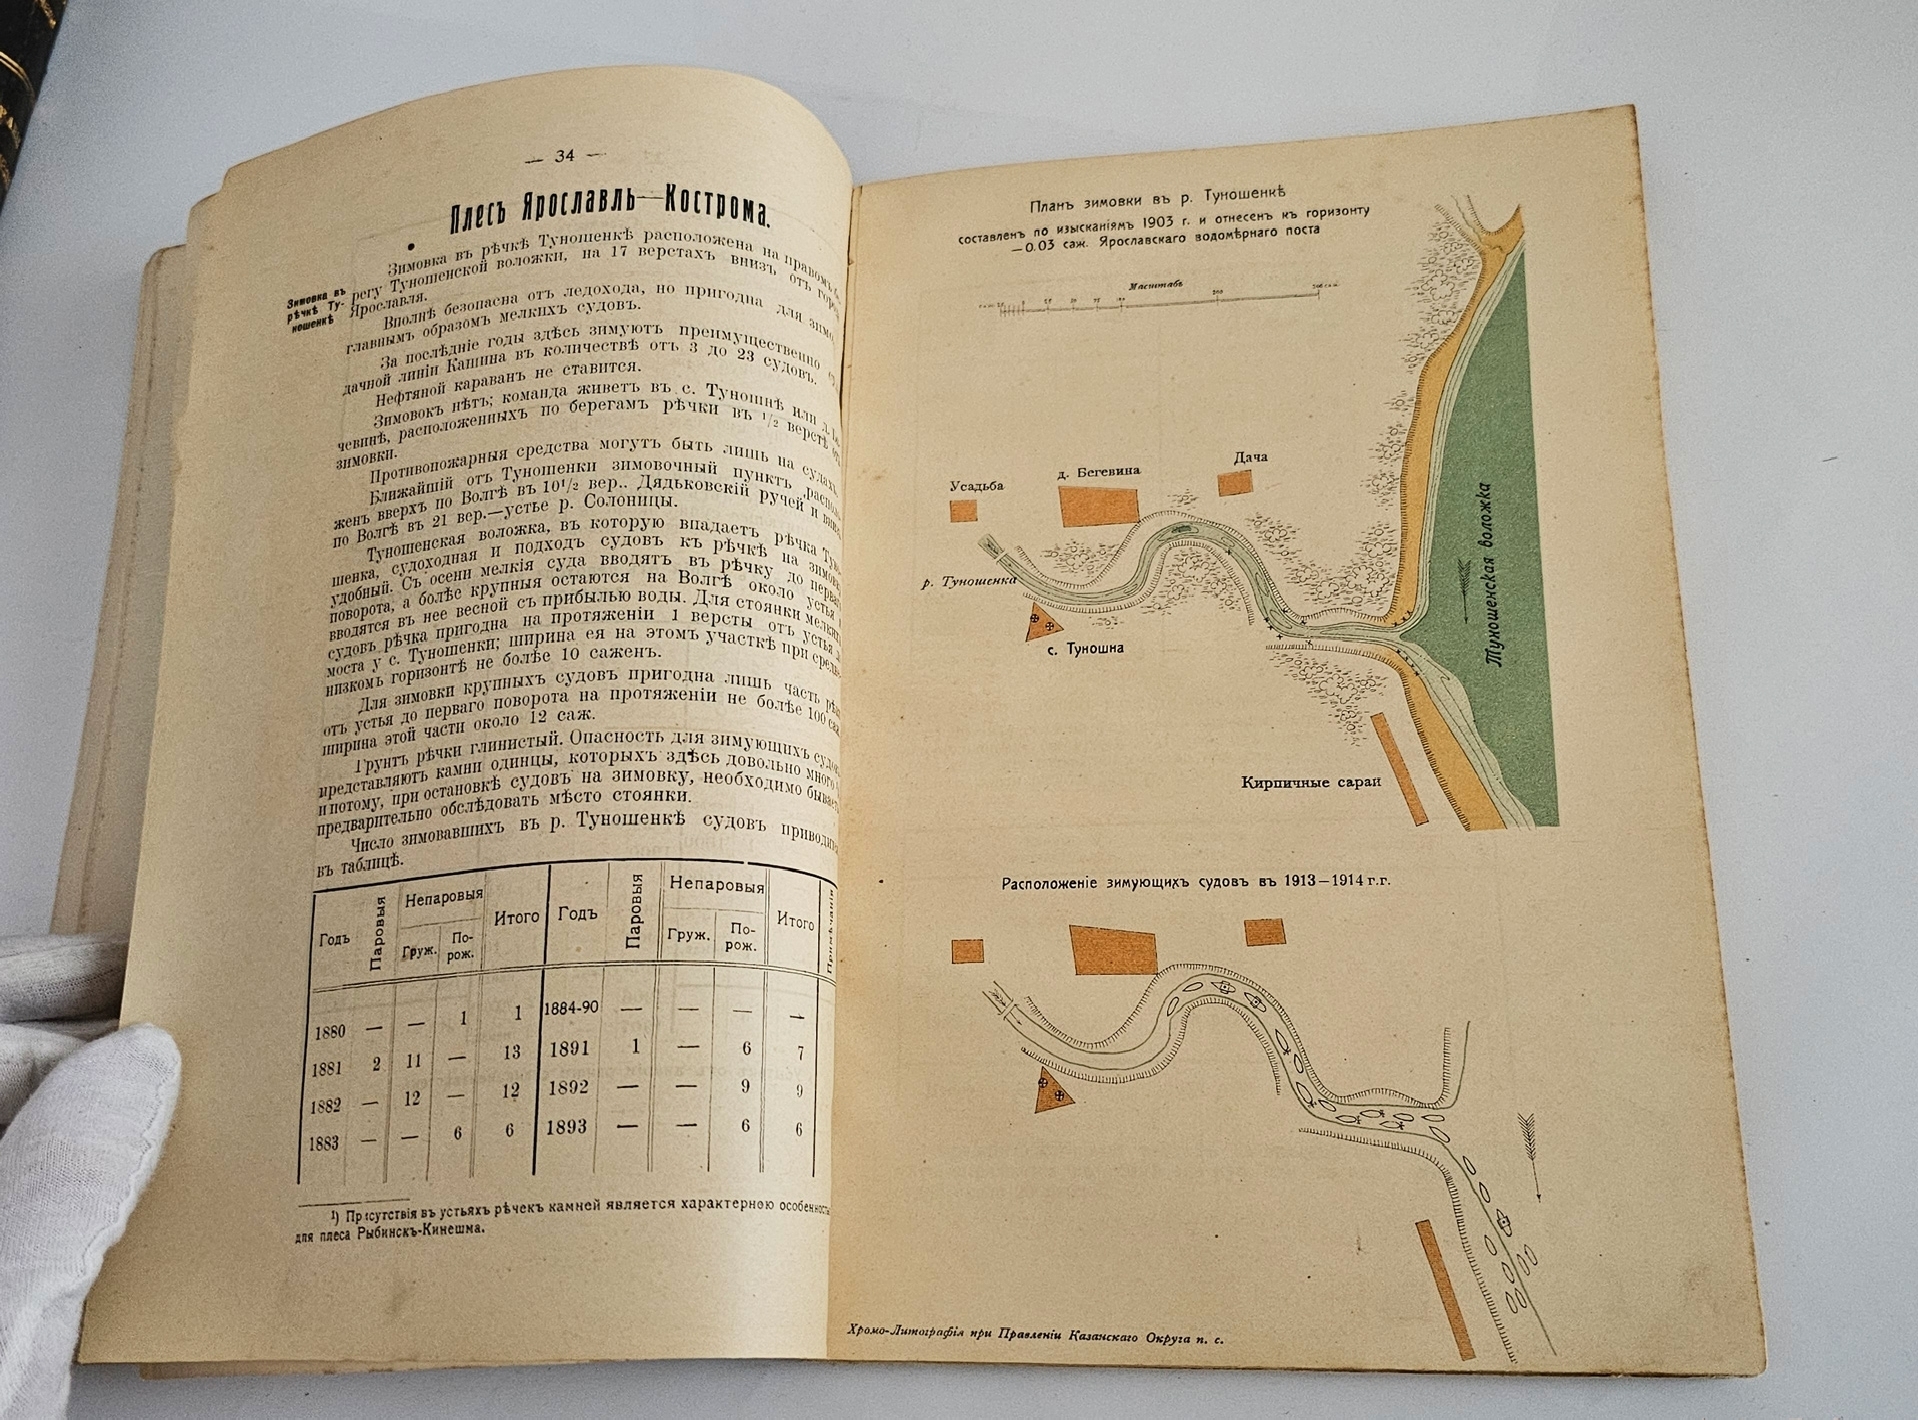 — 34 —
Плесъ Ярославль—Кострома.
Зимовка въ рѣчкѣ Туношенкѣ расположена на правомъ бе-
Зимовка въ
рѣчкѣ Ту-
ношенкѣ
регу Туношенской воложки, на 17 верстахъ внизъ отъ
Ярославля.
Вполнѣ безопасна отъ ледохода, но пригодна для
главнымъ образомъ мелкихъ судовъ.
За послѣдніе годы здѣсь зимуютъ преимущественно
дачной линіи Кашина въ количествѣ отъ 3 до 23 судовъ.
Нефтяной караванъ не ставится.
Зимовокъ нѣтъ; команда живетъ въ с. Туношнѣ или
чевинѣ, расположенныхъ по берегамъ рѣчки въ 1/2 верстѣ
зимовки.
Противопожарныя средства могутъ быть лишь на судахъ.
Ближайшій отъ Туношенки зимовочный пунктъ распо-
женъ вверхъ по Волгѣ въ 10 1/2 вер.. Дядьковскій ручей и
по Волгѣ въ 21 вер.—устье р. Солоницы.
Туношенская воложка, въ которую впадаетъ рѣчка
шенка, судоходная и подходъ судовъ къ рѣчкѣ на
удобный. Съ осени мелкія суда вводятъ въ рѣчку до
поворота, а болѣе крупныя остаются на Волгѣ около устья
вводятся въ нее весной съ прибылью воды. Для стоянки
судовъ рѣчка пригодна на протяженіи 1 версты отъ устья
моста у с. Туношенки; ширина ея на этомъ участкѣ при
низкомъ горизонтѣ не болѣе 10 саженъ.
Для зимовки крупныхъ судовъ пригодна лишь часть
отъ устья до перваго поворота на протяженіи не болѣе 100
ширина этой части около 12 саж.
Грунтъ рѣчки глинистый. Опасность для зимующихъ
представляютъ камни одинцы, которыхъ здѣсь довольно много
и потому, при остановкѣ судовъ на зимовку, необходимо
предварительно обслѣдовать мѣсто стоянки.
Число зимовавшихъ въ р. Туношенкѣ судовъ
въ таблицѣ.
Годъ Паровыя Непаровыя Итого Годъ Паровыя Непаровыя Итого Примѣчаніе
Груж. По-рож. Груж. По-рож.
1880 — — 1 1 1884-90 — — — —
1881 2 11 — 13 1891 1 — 6 7
1882 — 12 — 12 1892 — — 9 9
1883 — — 6 6 1893 — — 6 6
¹) Присутствія въ устьяхъ рѣчекъ камней является характерною
для плеса Рыбинскъ-Кинешма.
Планъ зимовки въ р. Туношенкѣ
составленъ по изысканіямъ 1903 г. и отнесенъ къ горизонту
—0.03 саж. Ярославскаго водомѣрнаго поста
Масштабъ
Усадьба
д. Бегевина
Дача
р. Туношенка
с. Туношна
Туношенская воложка
Кирпичные сараи
Расположеніе зимующихъ судовъ въ 1913—1914 г.г.
Хромо-Литографія при Правленіи Казанскаго Округа п. с.